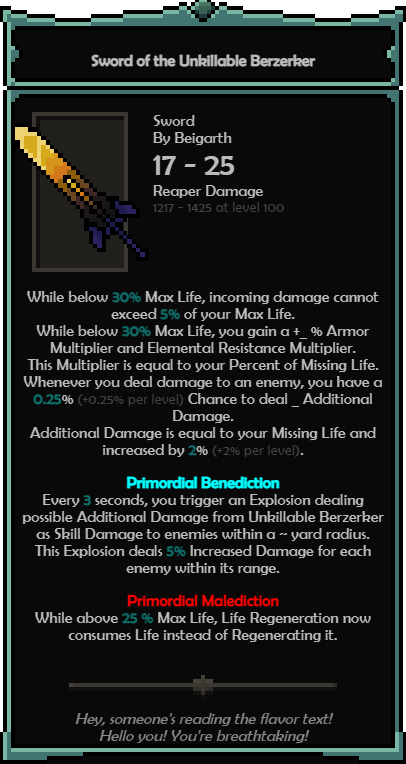 Sword of the Unkillable Berzerker
Sword
By Beigarth
17 - 25
Reaper Damage
1217 - 1425 at level 100
While below 30% Max Life, incoming damage cannot
exceed 5% of your Max Life.
While below 30% Max Life, you gain a +_ % Armor
Multiplier and Elemental Resistance Multiplier.
This Multiplier is equal to your Percent of Missing Life.
Whenever you deal damage to an enemy, you have a
0.25% (+0.25% per level) Chance to deal _ Additional
Damage.
Additional Damage is equal to your Missing Life and
increased by 2% (+2% per level).
Primordial Benediction
Every 3 seconds, you trigger an Explosion dealing
possible Additional Damage from Unkillable Berzerker
as Skill Damage to enemies within a ~ yard radius.
This Explosion deals 5% Increased Damage for each
enemy within its range.
Primordial Malediction
While above 25 % Max Life, Life Regeneration now
consumes Life instead of Regenerating it.
Hey, someone's reading the flavor text!
Hello you! You're breathtaking!